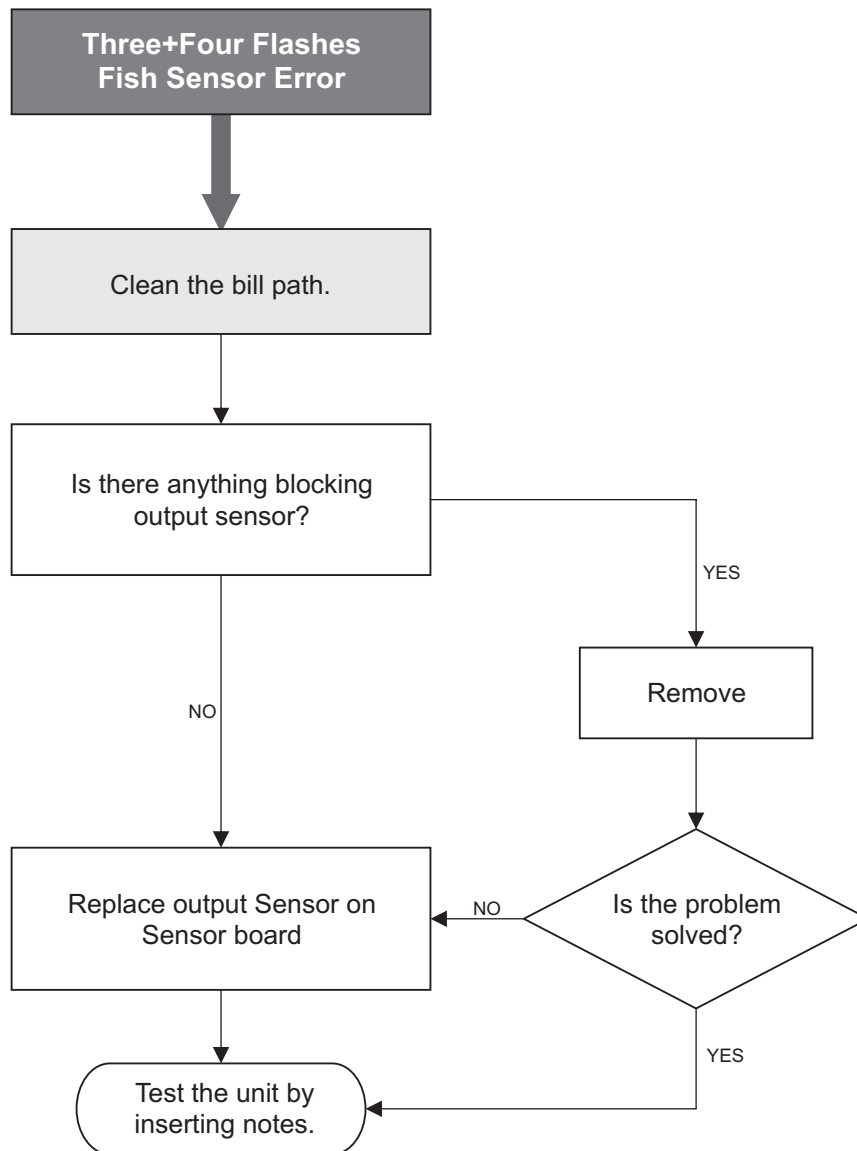 Three+Four Flashes
Fish Sensor Error
Clean the bill path.
Is there anything blocking
output sensor?
YES
Remove
NO
Replace output Sensor on
Sensor board
NO
Is the problem
solved?
YES
Test the unit by
inserting notes.